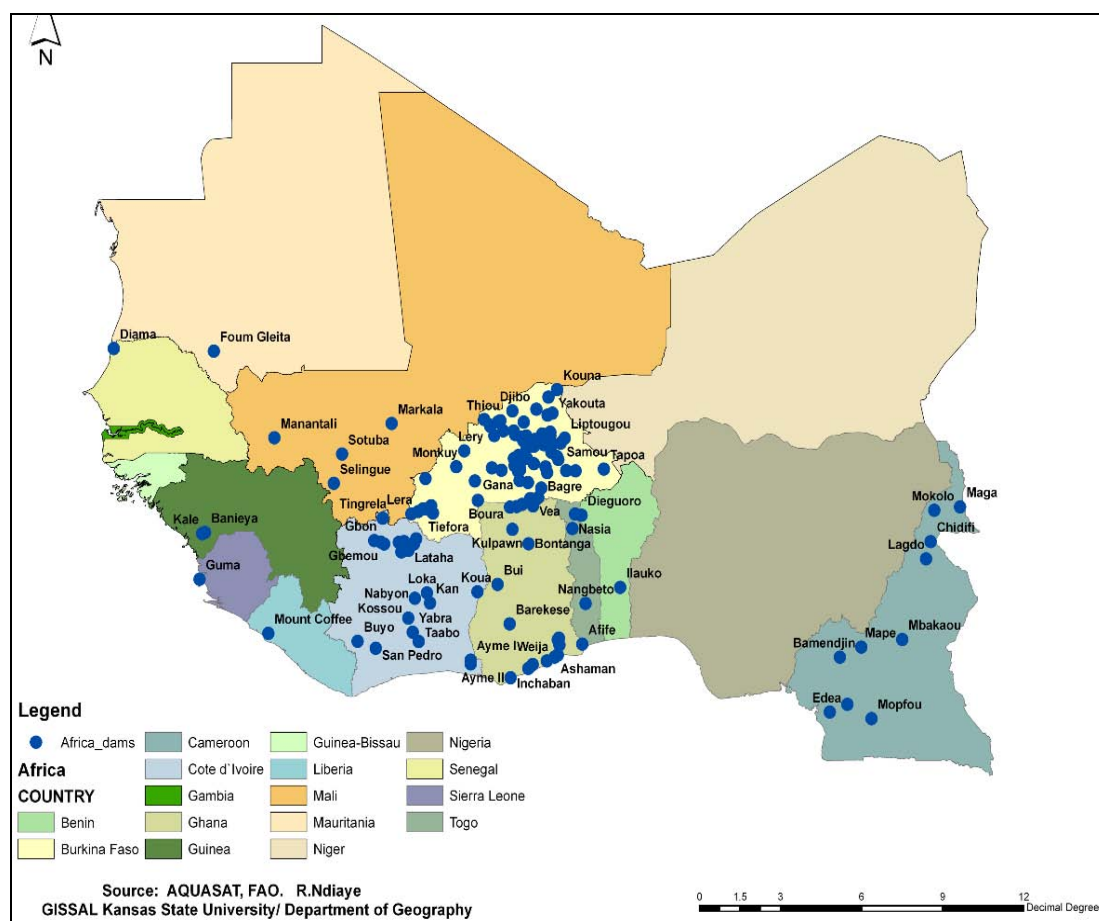 N
Diama
Foum Gleita
Kouna
Djibo
Yakouta
Thiou
Markala
Manantali
Liptougou
Sotuba
Lery
Samou
Tapoa
Monkuy
Selingue
Gana
Bagre
Maga
Mokolo
Tingrela
Lera
Boura
Vea
Dieguoro
Kale
Banieya
Gbon
Tiefora
Nasia
Chidifi
Kulpawn
Bontanga
Gbemou
Lataha
Lagdo
Guma
Bui
Loka
Koua
Ilauko
Kan
Nabyon
Nangbeto
Kossou
Barekese
Mount Coffee
Yabra
Mbakaou
Buyo
Taabo
Afife
Mape
Bamendjin
San Pedro
Ayme I
Weija
Ashaman
Ayme II
Inchaban
Edea
Mopfou
Legend
Africa_dams
Africa
COUNTRY
Benin
Burkina Faso
Cameroon
Cote d`Ivoire
Gambia
Ghana
Guinea
Guinea-Bissau
Liberia
Mali
Mauritania
Niger
Nigeria
Senegal
Sierra Leone
Togo
Source: AQUASAT, FAO. R.Ndiaye
GISSAL Kansas State University/ Department of Geography
0 1.5 3 6 9 12
Decimal Degrees